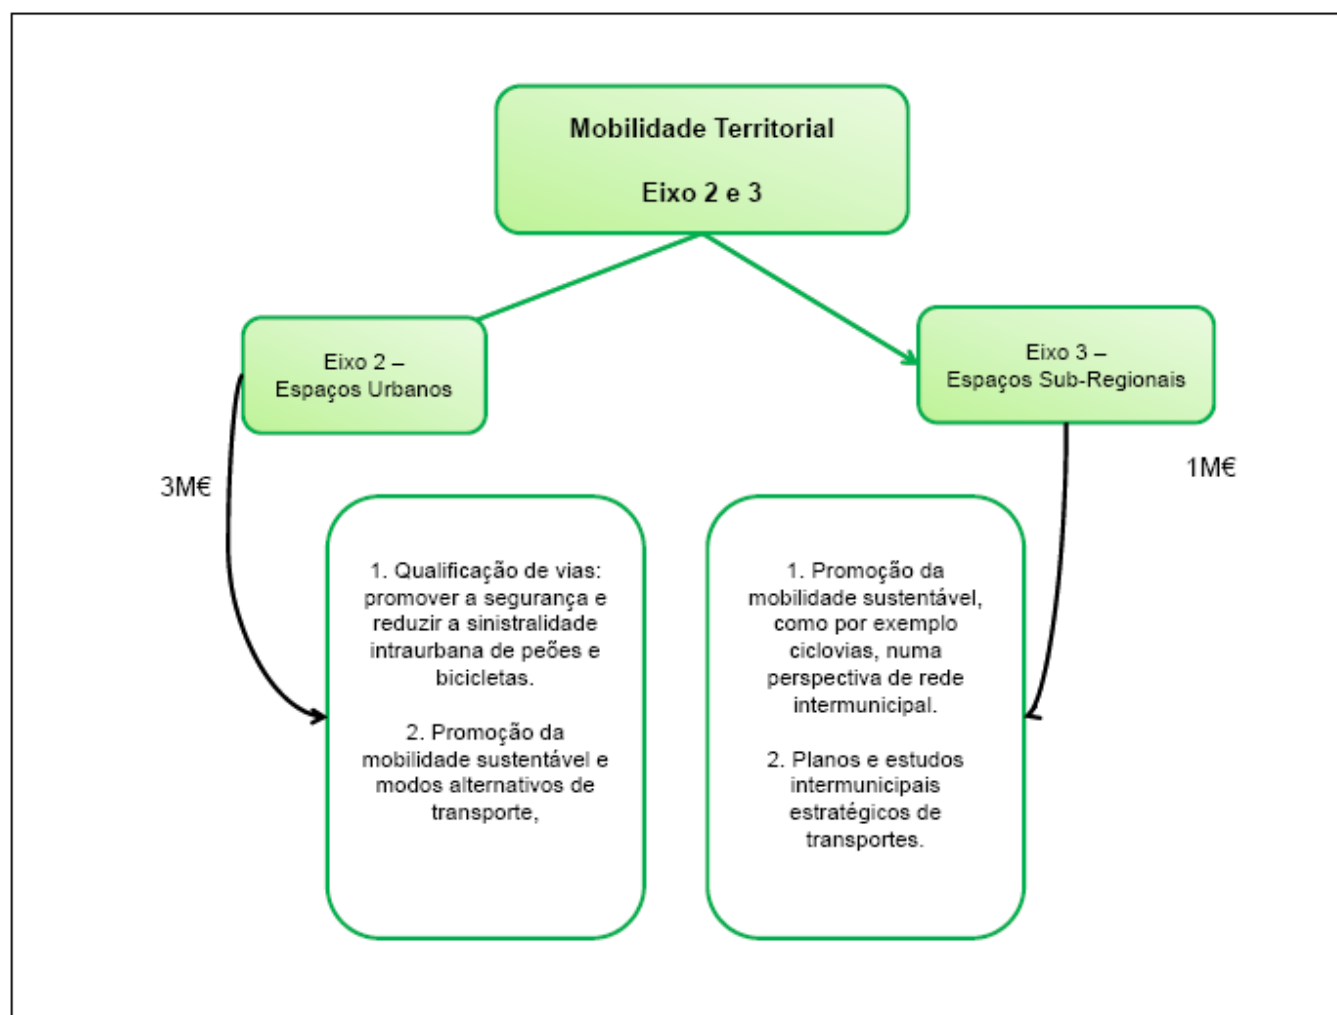 Mobilidade Territorial
Eixo 2 e 3
Eixo 2 –
Espaços Urbanos
Eixo 3 –
Espaços Sub-Regionais
3M€
1M€
1. Qualificação de vias:
promover a segurança e
reduzir a sinistralidade
intraurbana de peões e
bicicletas.
2. Promoção da
mobilidade sustentável e
modos alternativos de
transporte,
1. Promoção da
mobilidade sustentável,
como por exemplo
ciclovias, numa
perspectiva de rede
intermunicipal.
2. Planos e estudos
intermunicipais
estratégicos de
transportes.